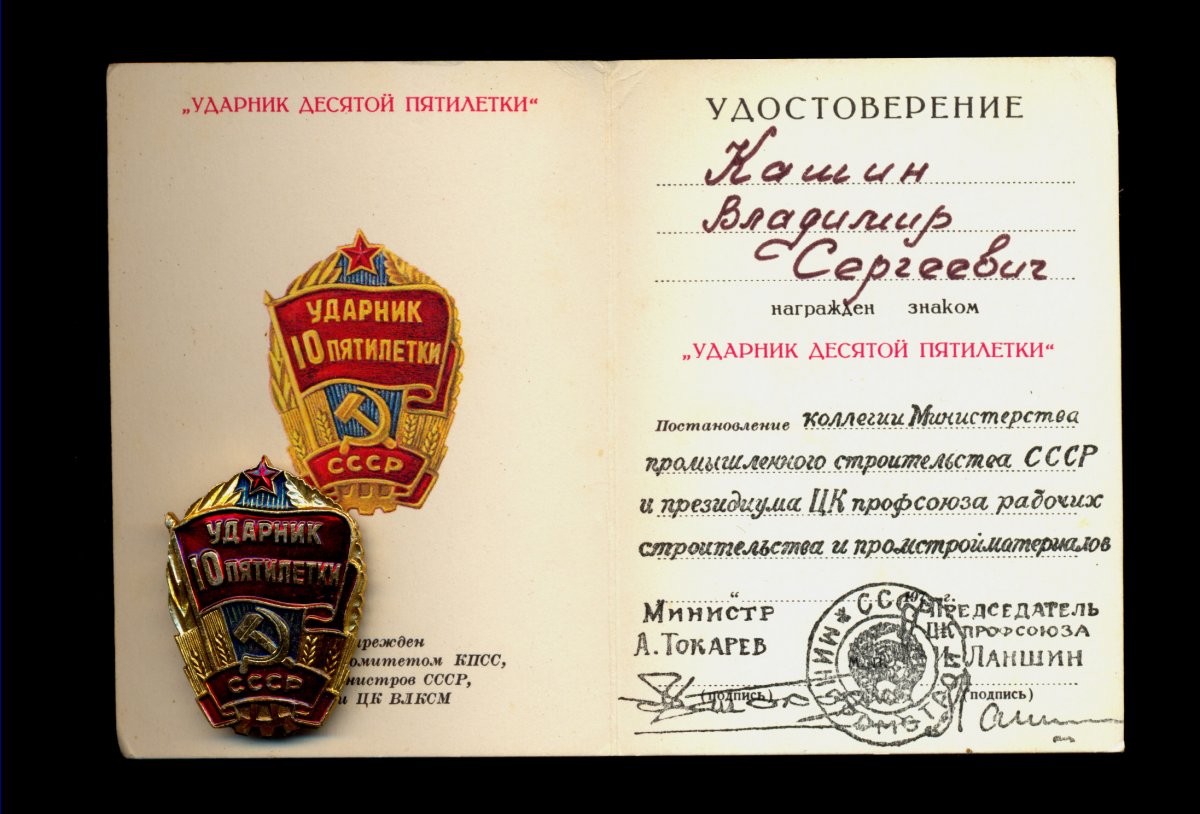 „УДАРНИК ДЕСЯТОЙ ПЯТИЛЕТКИ“
УДАРНИК
10 ПЯТИЛЕТКИ
СССР
УДАРНИК
10 ПЯТИЛЕТКИ
СССР
комитетом КПСС,
СССР,
и ЦК ВЛКСМ
УДОСТОВЕРЕНИЕ
Кашин
Владимир
Сергеевич
награжден знаком
„УДАРНИК ДЕСЯТОЙ ПЯТИЛЕТКИ“
Постановление коллегии Министерства
промышленного строительства СССР
и президиума ЦК профсоюза рабочих
строительства и промстройматериалов
Министр
А. Токарев
(подпись)
Председатель
ЦК профсоюза
И. Ланшин
(подпись)
СССР